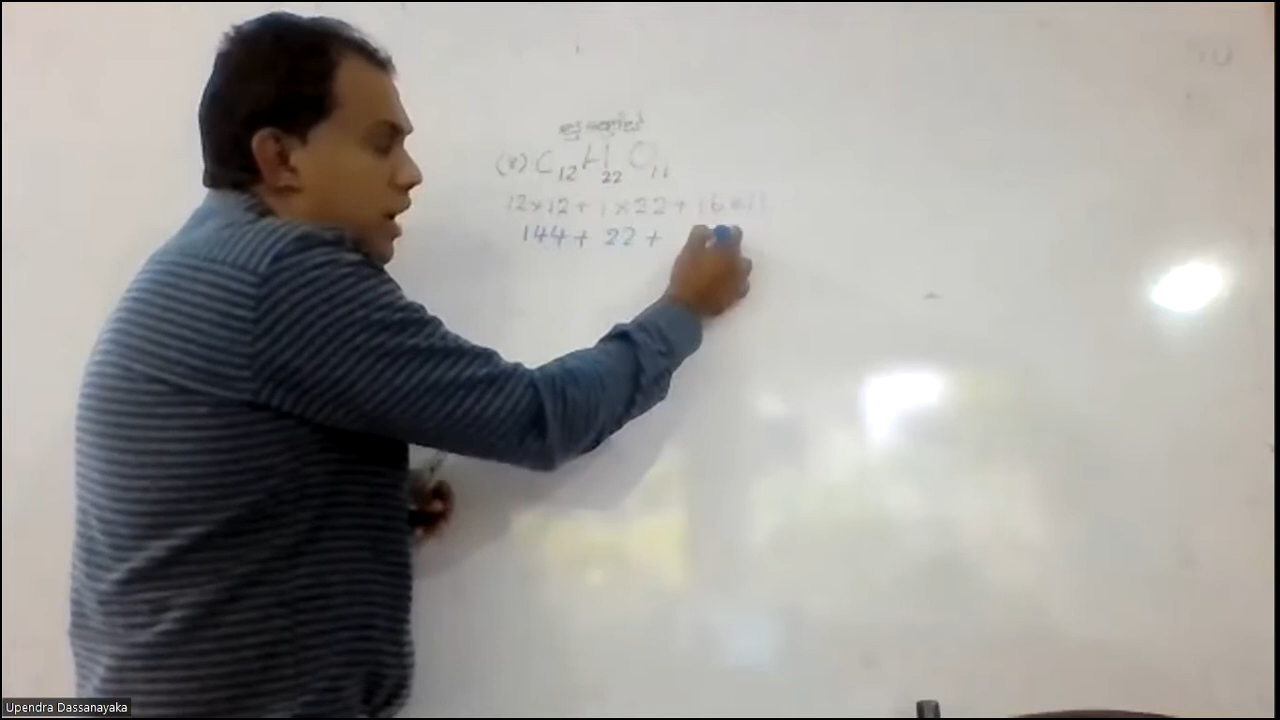 (v) C12H22O11
12×12 + 1×22 + 16×11
144 + 22 +
Upendra Dassanayaka